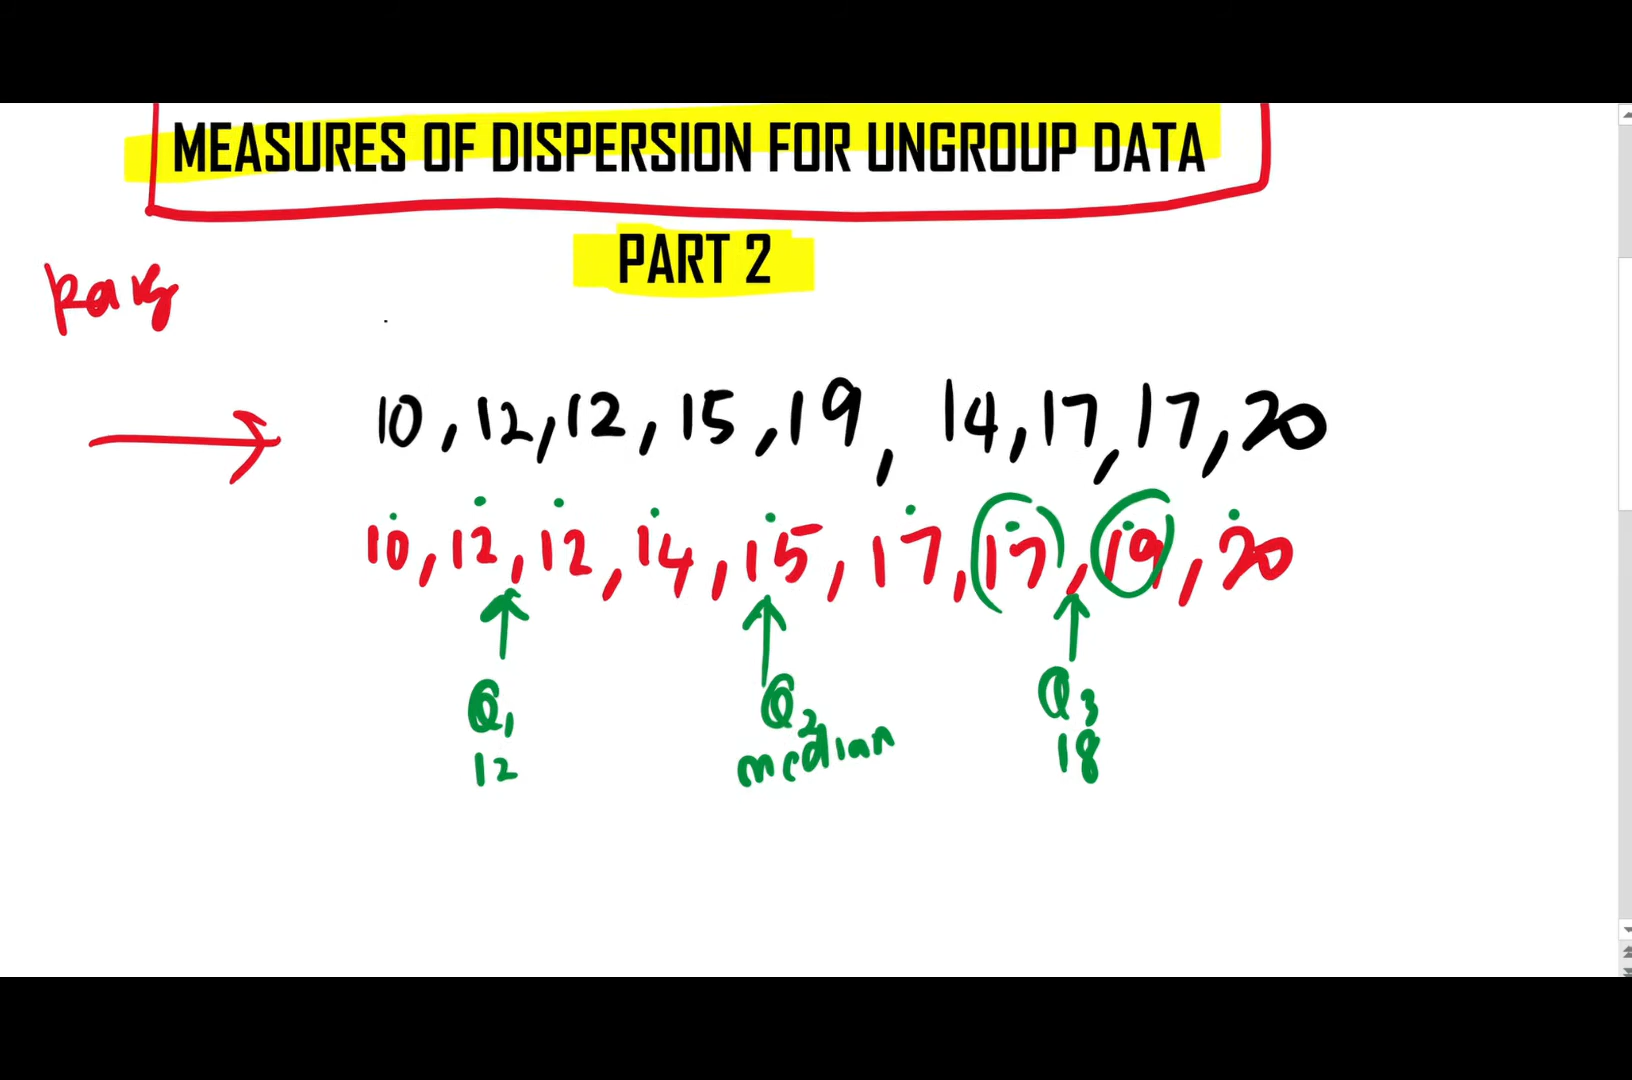 MEASURES OF DISPERSION FOR UNGROUP DATA
PART 2
10, 12, 12, 15, 19, 14, 17, 17, 20
10, 12, 12, 14, 15, 17, 17, 19, 20
Q1 Q2 Q3
12 median 18